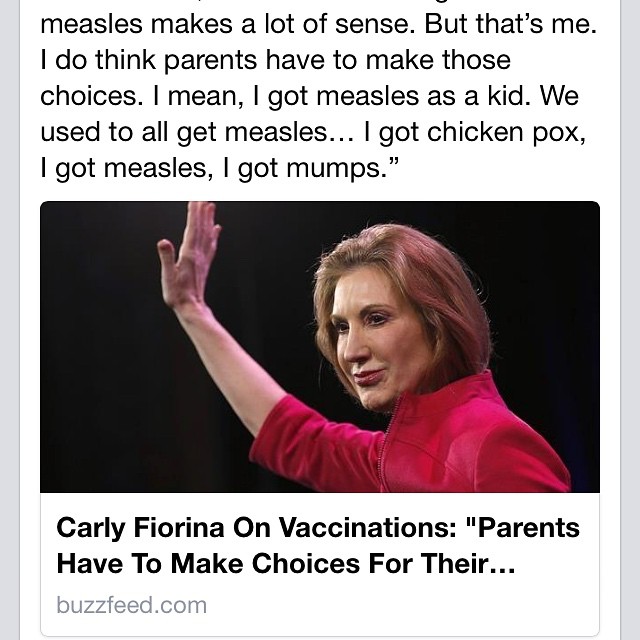 measles makes a lot of sense. But that’s me.
I do think parents have to make those
choices. I mean, I got measles as a kid. We
used to all get measles… I got chicken pox,
I got measles, I got mumps.”
Carly Fiorina On Vaccinations: "Parents
Have To Make Choices For Their…
buzzfeed.com